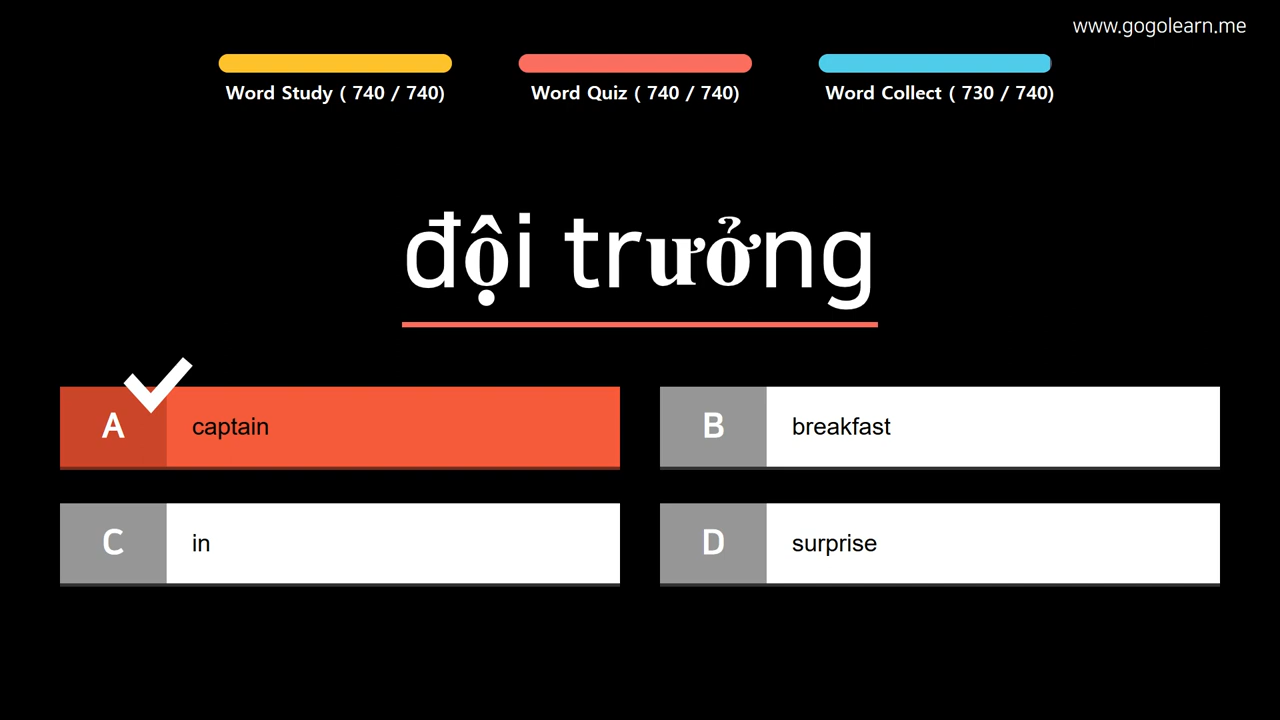 www.gogolearn.me
Word Study ( 740 / 740)
Word Quiz ( 740 / 740)
Word Collect ( 730 / 740)
đội trưởng
A captain
B breakfast
C in
D surprise